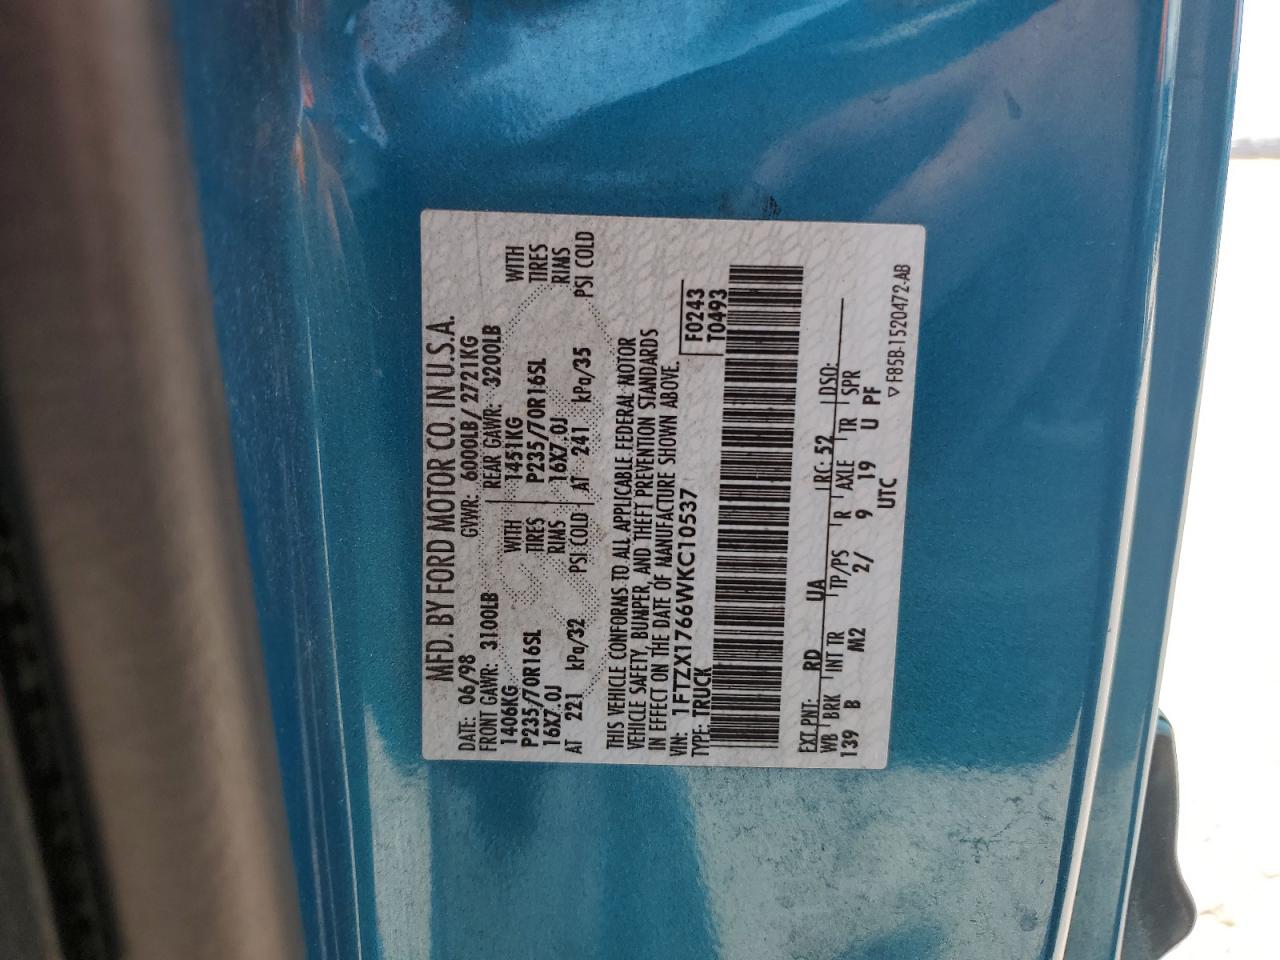 MFD. BY FORD MOTOR CO. IN U.S.A.
DATE: 06/98 GVWR: 6000LB/ 2721KG
FRONT GAWR: 3100LB REAR GAWR: 3200LB
1406KG WITH 1451KG WITH
P235/70R16SL TIRES P235/70R16SL TIRES
16X7.0J RIMS 16X7.0J RIMS
AT 221 kPa/32 PSI COLD AT 241 kPa/35 PSI COLD
THIS VEHICLE CONFORMS TO ALL APPLICABLE FEDERAL MOTOR
VEHICLE SAFETY, BUMPER, AND THEFT PREVENTION STANDARDS
IN EFFECT ON THE DATE OF MANUFACTURE SHOWN ABOVE.
VIN: 1FTZX1766WKC10537 F0243
TYPE: TRUCK T0493
EXT PNT: RD UA RC: 52 DSO:
WB BRK INT TR TP/PS R AXLE TR SPR
139 B M2 2/ 9 19 U PF
UTC
▽ F85B-1520472-AB